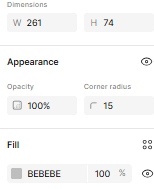 Dimensions
W 261 H 74
Appearance
Opacity Corner radius
100% 15
Fill
BEBEBE 100 %